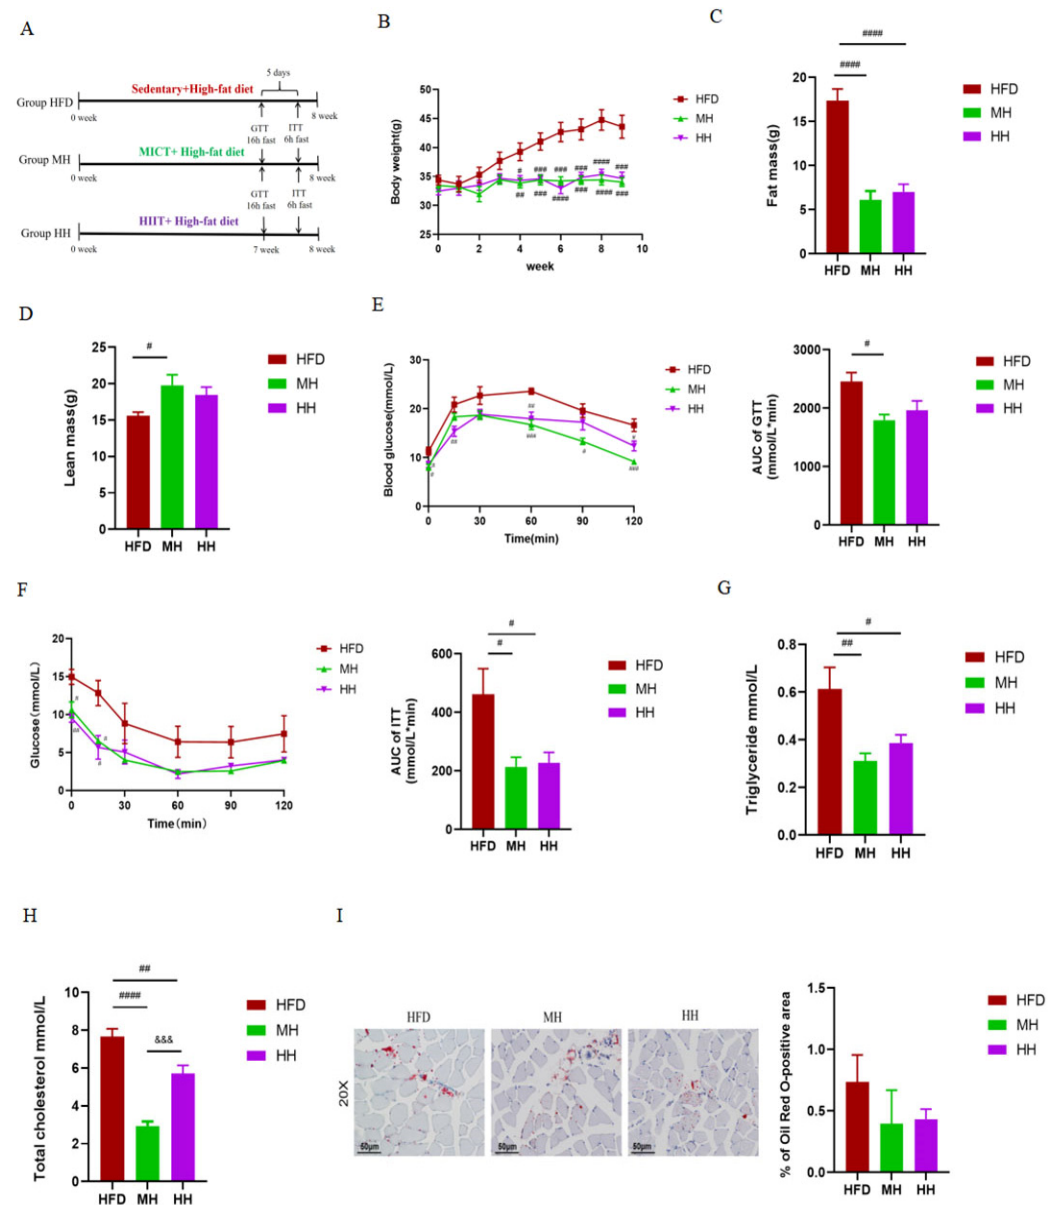 A
Sedentary+High-fat diet
5 days
Group HFD
0 week
8 week
GTT
16h fast
ITT
6h fast
MICT+ High-fat diet
Group MH
0 week
8 week
GTT
16h fast
ITT
6h fast
HIIT+ High-fat diet
Group HH
0 week
7 week
8 week
B
Body weight(g)
50
45
40
35
30
25
0
2
4
6
8
10
week
HFD
MH
HH
# ### ### ### #### ###
## ### #### ### #### ###
C
Fat mass(g)
20
15
10
5
0
####
####
HFD MH HH
HFD
MH
HH
D
Lean mass(g)
25
20
15
10
5
0
#
HFD MH HH
HFD
MH
HH
E
Blood glucose(mmol/L)
30
20
10
0
0 30 60 90 120
Time(min)
HFD
MH
HH
#
#
##
##
###
#
#
###
AUC of GTT
(mmol/L*min)
3000
2000
1000
0
#
HFD MH HH
HFD
MH
HH
F
Glucose(mmol/L)
20
15
10
5
0
0 30 60 90 120
Time(min)
HFD
MH
HH
#
##
#
#
AUC of ITT
(mmol/L*min)
600
400
200
0
#
#
HFD MH HH
HFD
MH
HH
G
Triglyceride mmol/L
0.8
0.6
0.4
0.2
0.0
#
##
HFD MH HH
HFD
MH
HH
H
Total cholesterol mmol/L
10
8
6
4
2
0
##
####
&&&
HFD MH HH
HFD
MH
HH
I
HFD MH HH
20X
50μm
50μm
50μm
% of Oil Red O-positive area
1.5
1.0
0.5
0.0
HFD MH HH
HFD
MH
HH